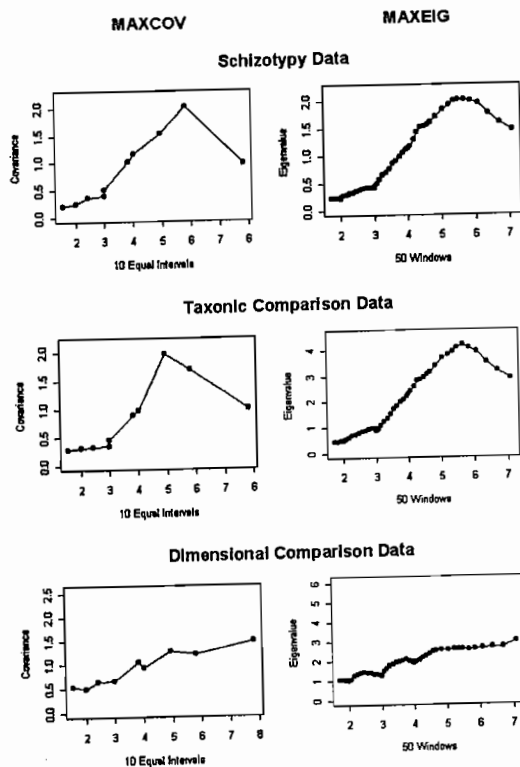 MAXCOV MAXEIG
Schizotypy Data
Covariance
2.0
1.5
1.0
0.5
0.0
2 3 4 5 6 7 8
10 Equal Intervals
Eigenvalue
2.0
1.5
1.0
0.5
0.0
2 3 4 5 6 7
50 Windows
Taxonic Comparison Data
Covariance
2.0
1.5
1.0
0.5
0.0
2 3 4 5 6 7 8
10 Equal Intervals
Eigenvalue
4
3
2
1
0
2 3 4 5 6 7
50 Windows
Dimensional Comparison Data
Covariance
2.5
2.0
1.5
1.0
0.5
0.0
2 3 4 5 6 7 8
10 Equal Intervals
Eigenvalue
6
5
4
3
2
1
0
2 3 4 5 6 7
50 Windows